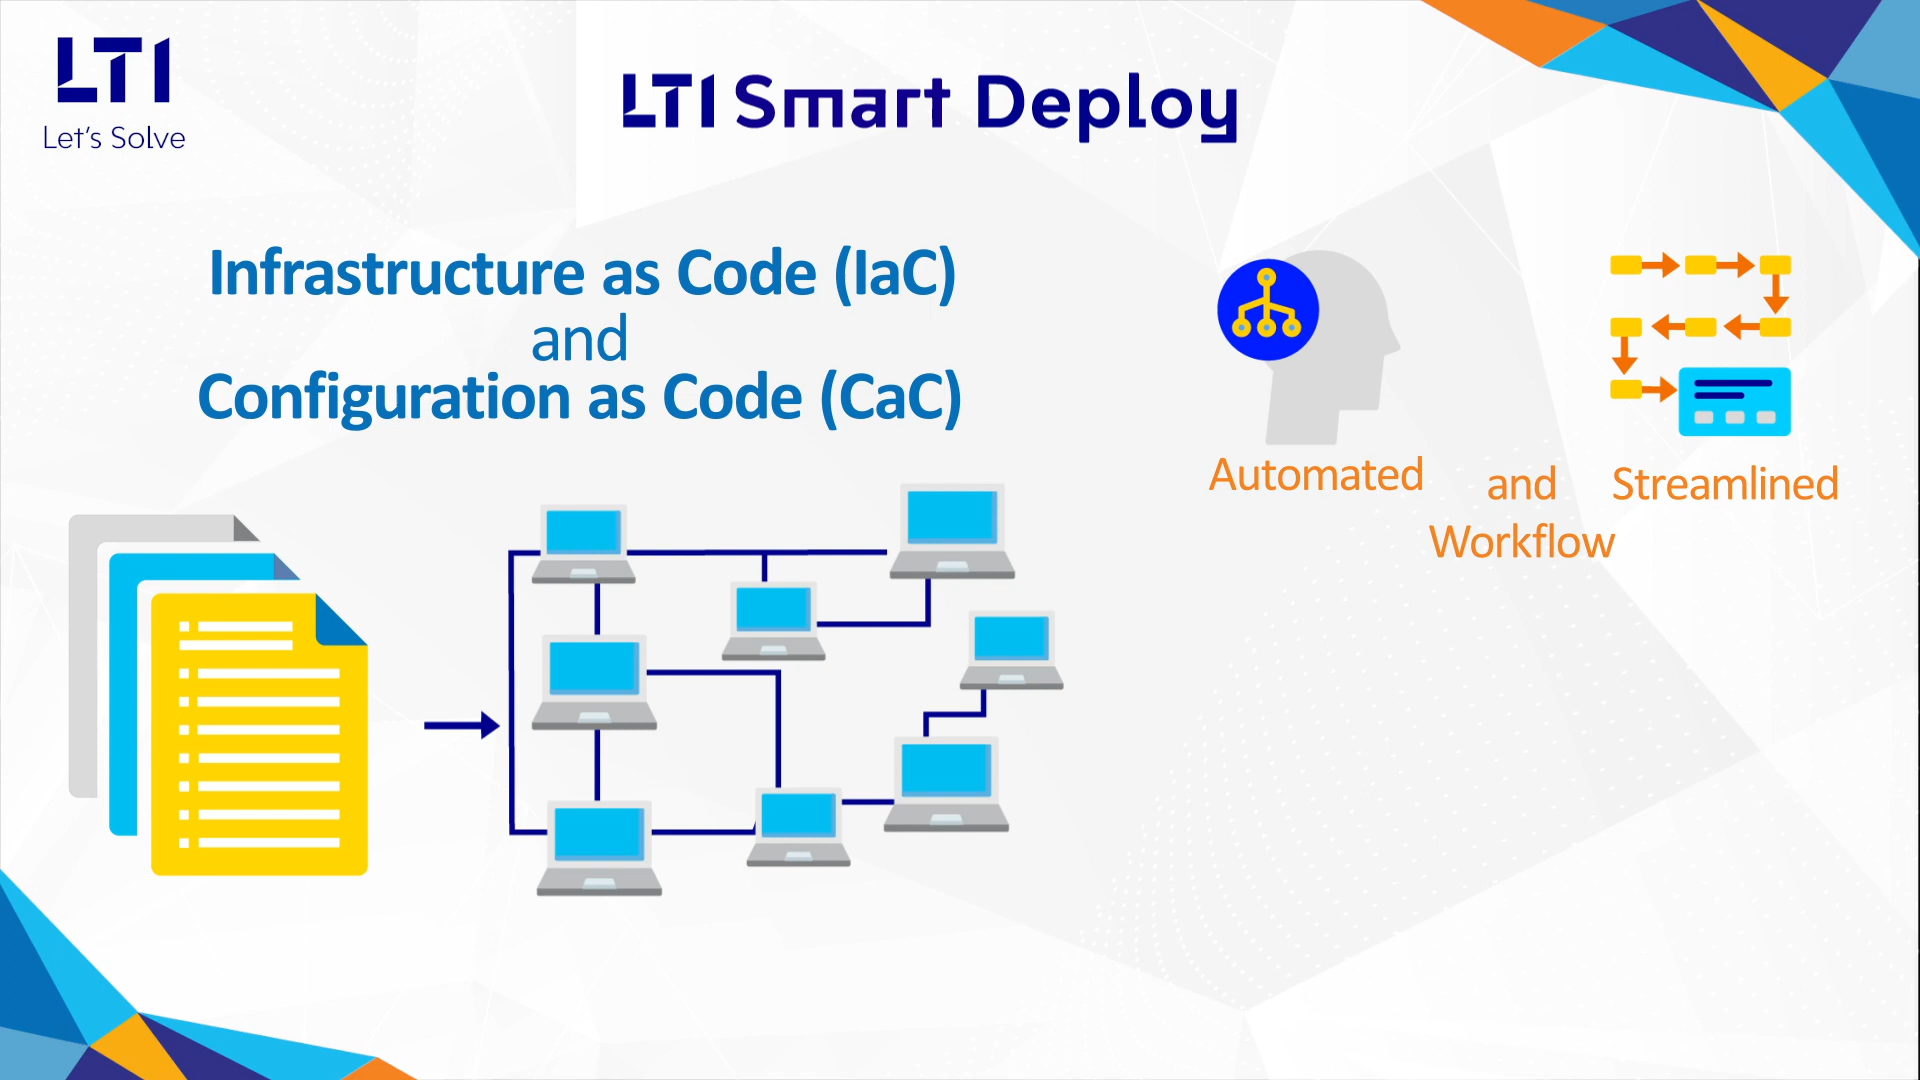 LTI
Let's Solve
LTI Smart Deploy
Infrastructure as Code (IaC)
and
Configuration as Code (CaC)
Automated and Streamlined
Workflow